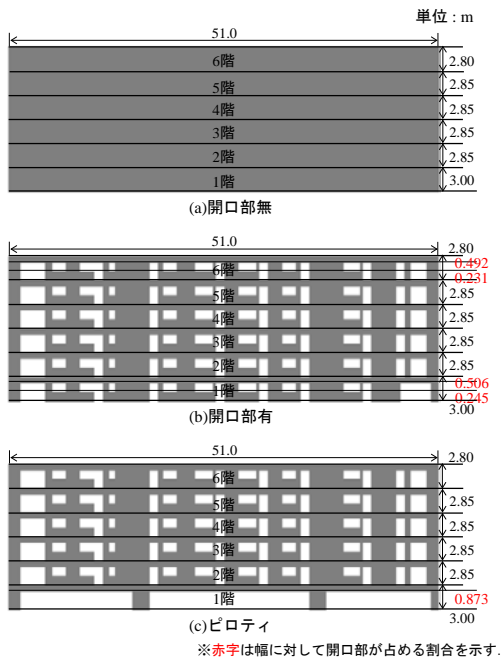 単位 : m
51.0
6階
2.80
5階
2.85
4階
2.85
3階
2.85
2階
2.85
1階
3.00
(a)開口部無
51.0
2.80
0.492
6階
0.231
5階
2.85
4階
2.85
3階
2.85
2階
2.85
0.506
1階
0.245
3.00
(b)開口部有
51.0
2.80
6階
5階
2.85
4階
2.85
3階
2.85
2階
2.85
1階
0.873
3.00
(c)ピロティ
※赤字は幅に対して開口部が占める割合を示す.